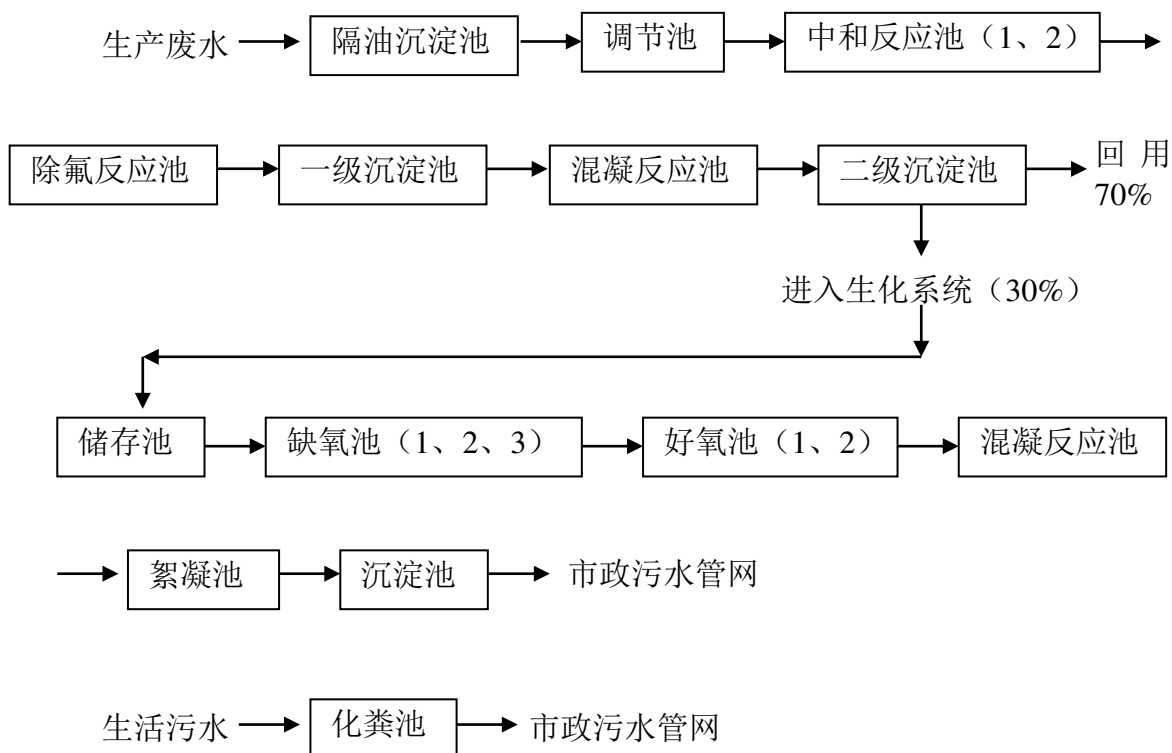 生产废水 隔油沉淀池 调节池 中和反应池（1、2）
除氟反应池 一级沉淀池 混凝反应池 二级沉淀池 回 用
70%
进入生化系统（30%）
储存池 缺氧池（1、2、3） 好氧池（1、2） 混凝反应池
絮凝池 沉淀池 市政污水管网
生活污水 化粪池 市政污水管网